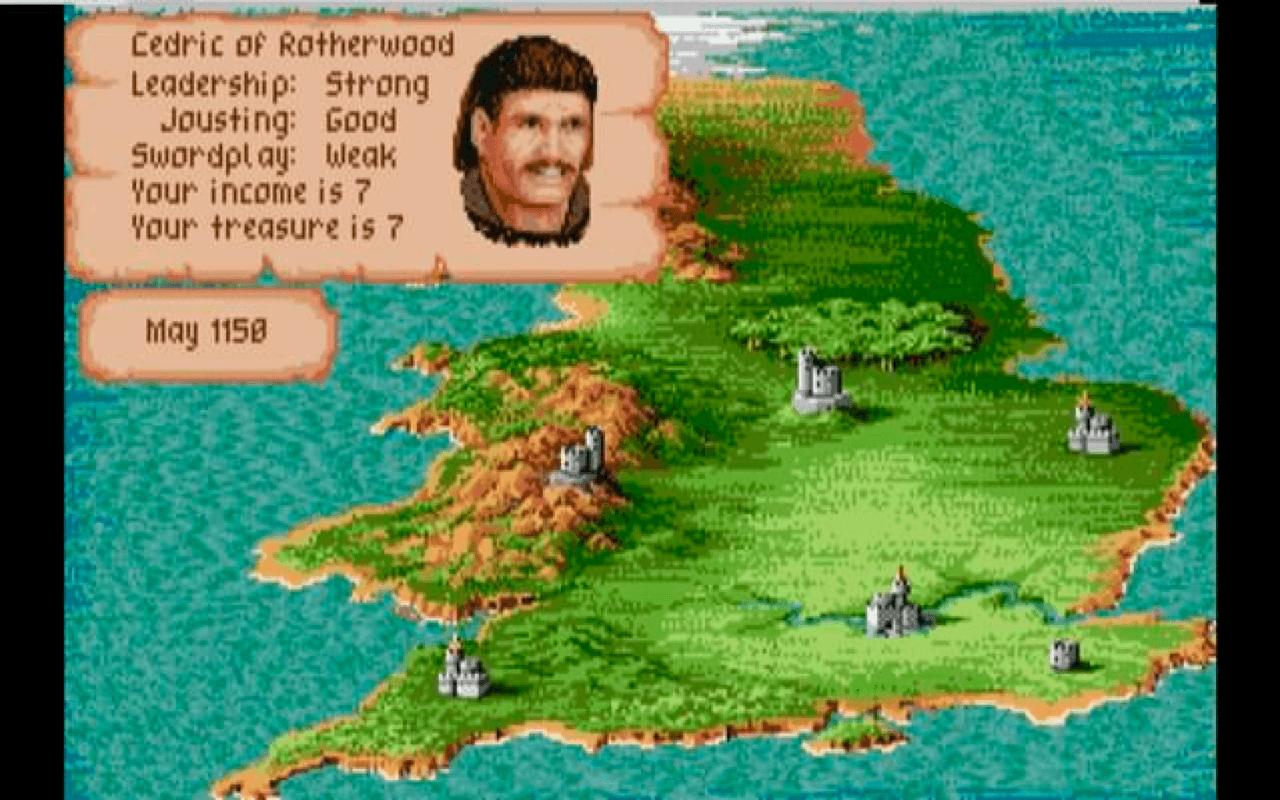 Cedric of Rotherwood
Leadership: Strong
Jousting: Good
Swordplay: Weak
Your income is 7
Your treasure is 7
May 1150